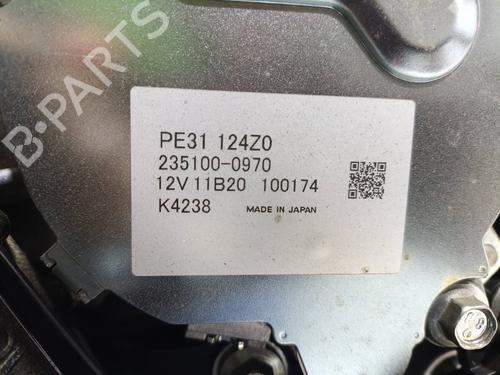 B-PARTS
PE31 124Z0
235100-0970
12V 11B20 100174
K4238 MADE IN JAPAN